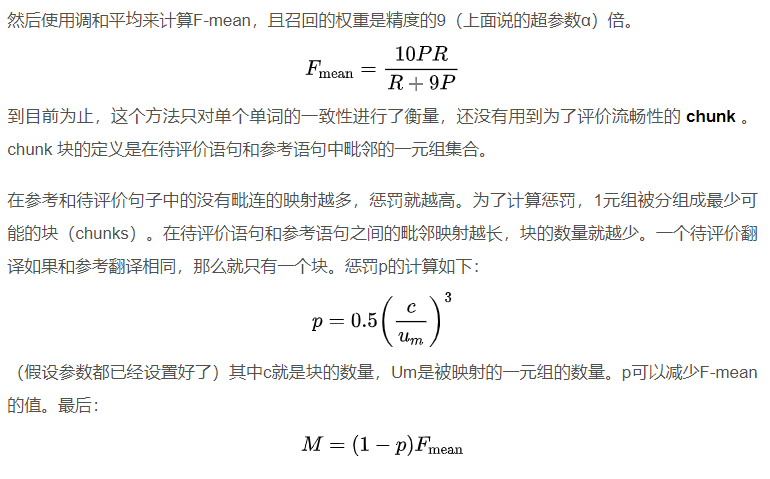 然后使用调和平均来计算F-mean，且召回的权重是精度的9（上面说的超参数α）倍。
F_mean = 10PR / (R + 9P)
到目前为止，这个方法只对单个单词的一致性进行了衡量，还没有用到为了评价流畅性的 chunk 。
chunk 块的定义是在待评价语句和参考语句中毗邻的一元组集合。
在参考和待评价句子中的没有毗连的映射越多，惩罚就越高。为了计算惩罚，1元组被分组成最少可
能的块（chunks）。在待评价语句和参考语句之间的毗邻映射越长，块的数量就越少。一个待评价翻
译如果和参考翻译相同，那么就只有一个块。惩罚p的计算如下：
p = 0.5(c / u_m)^3
（假设参数都已经设置好了）其中c就是块的数量，Um是被映射的一元组的数量。p可以减少F-mean
的值。最后：
M = (1 − p)F_mean